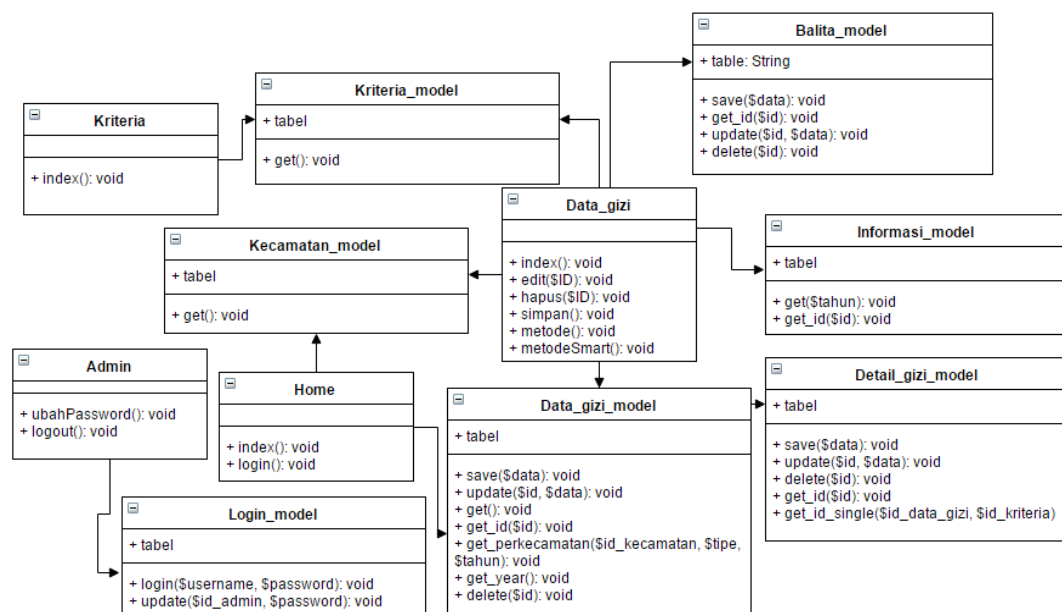 Balita_model
+ table: String
+ save($data): void
+ get_id($id): void
+ update($id, $data): void
+ delete($id): void
Kriteria_model
+ tabel
+ get(): void
Kriteria
+ index(): void
Data_gizi
+ index(): void
+ edit($ID): void
+ hapus($ID): void
+ simpan(): void
+ metode(): void
+ metodeSmart(): void
Informasi_model
+ tabel
+ get($tahun): void
+ get_id($id): void
Kecamatan_model
+ tabel
+ get(): void
Admin
+ ubahPassword(): void
+ logout(): void
Home
+ index(): void
+ login(): void
Data_gizi_model
+ tabel
+ save($data): void
+ update($id, $data): void
+ get(): void
+ get_id($id): void
+ get_perkecamatan($id_kecamatan, $tipe,
$tahun): void
+ get_year(): void
+ delete($id): void
Detail_gizi_model
+ tabel
+ save($data): void
+ update($id, $data): void
+ delete($id): void
+ get_id($id): void
+ get_id_single($id_data_gizi, $id_kriteria)
Login_model
+ tabel
+ login($username, $password): void
+ update($id_admin, $password): void